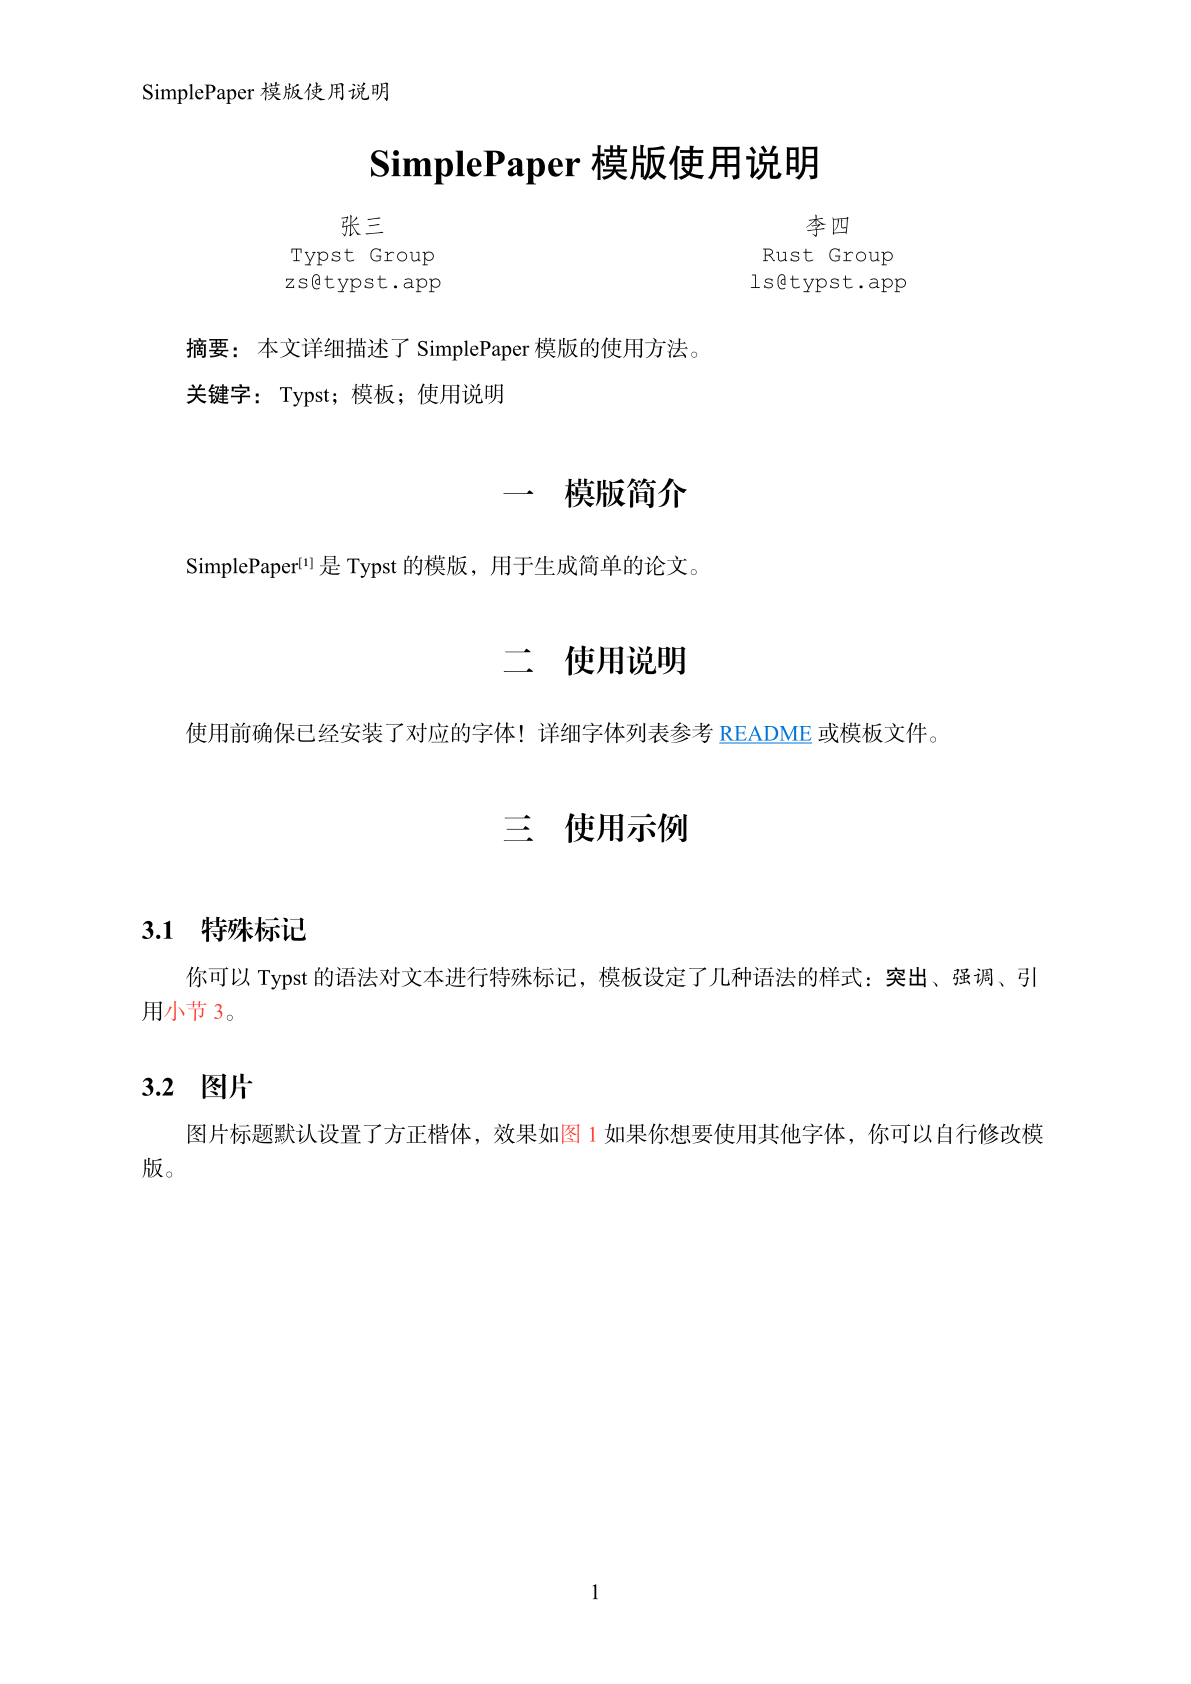 SimplePaper 模版使用说明
SimplePaper 模版使用说明
张三
Typst Group
zs@typst.app
李四
Rust Group
ls@typst.app
摘要： 本文详细描述了 SimplePaper 模版的使用方法。
关键字： Typst；模板；使用说明
一 模版简介
SimplePaper[1] 是 Typst 的模版，用于生成简单的论文。
二 使用说明
使用前确保已经安装了对应的字体！详细字体列表参考 README 或模板文件。
三 使用示例
3.1 特殊标记
你可以 Typst 的语法对文本进行特殊标记，模板设定了几种语法的样式：突出、强调、引
用小节 3。
3.2 图片
图片标题默认设置了方正楷体，效果如图 1 如果你想要使用其他字体，你可以自行修改模
版。
1